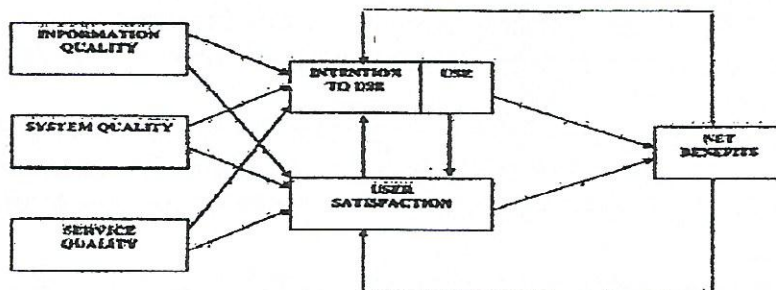 INFORMATION
QUALITY
SYSTEM QUALITY
SERVICE
QUALITY
INTENTION
TO USE
USE
USER
SATISFACTION
NET
BENEFITS